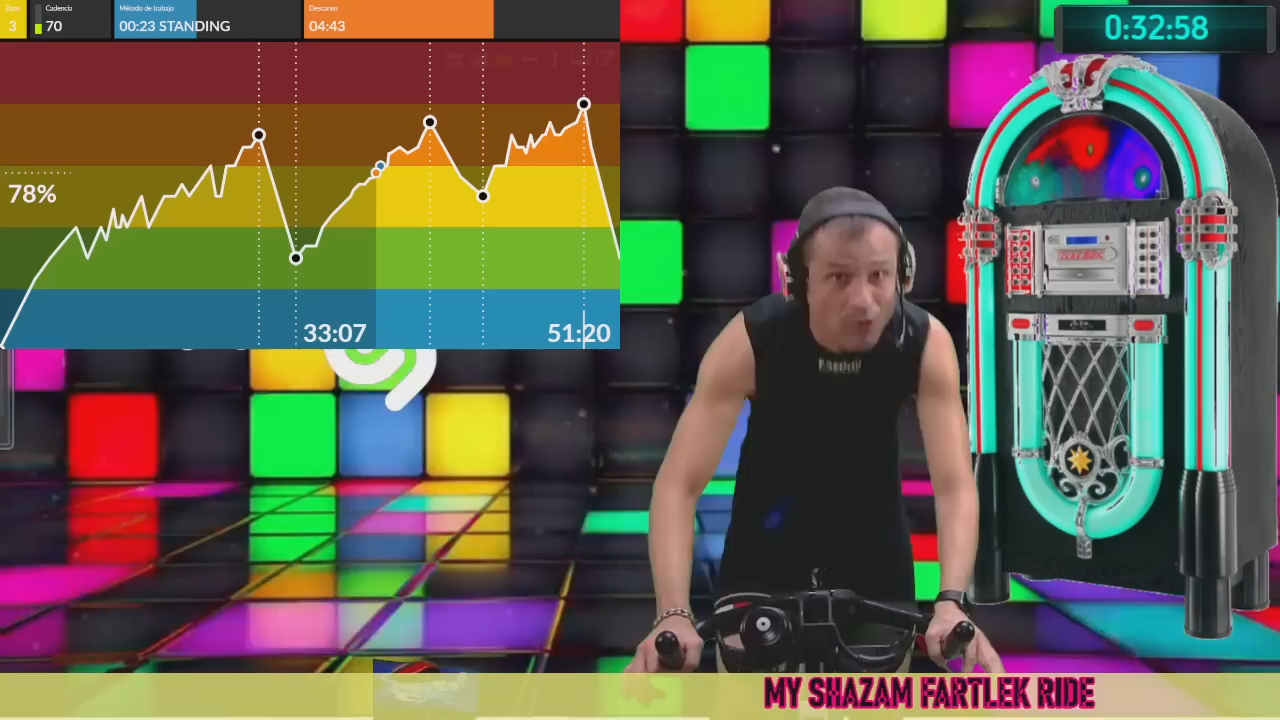 Zona
3
Cadencia
70
Método de trabajo
00:23 STANDING
Descanso
04:43
0:32:58
78%
33:07
51:20
JUKEBOX
MY SHAZAM FARTLEK RIDE